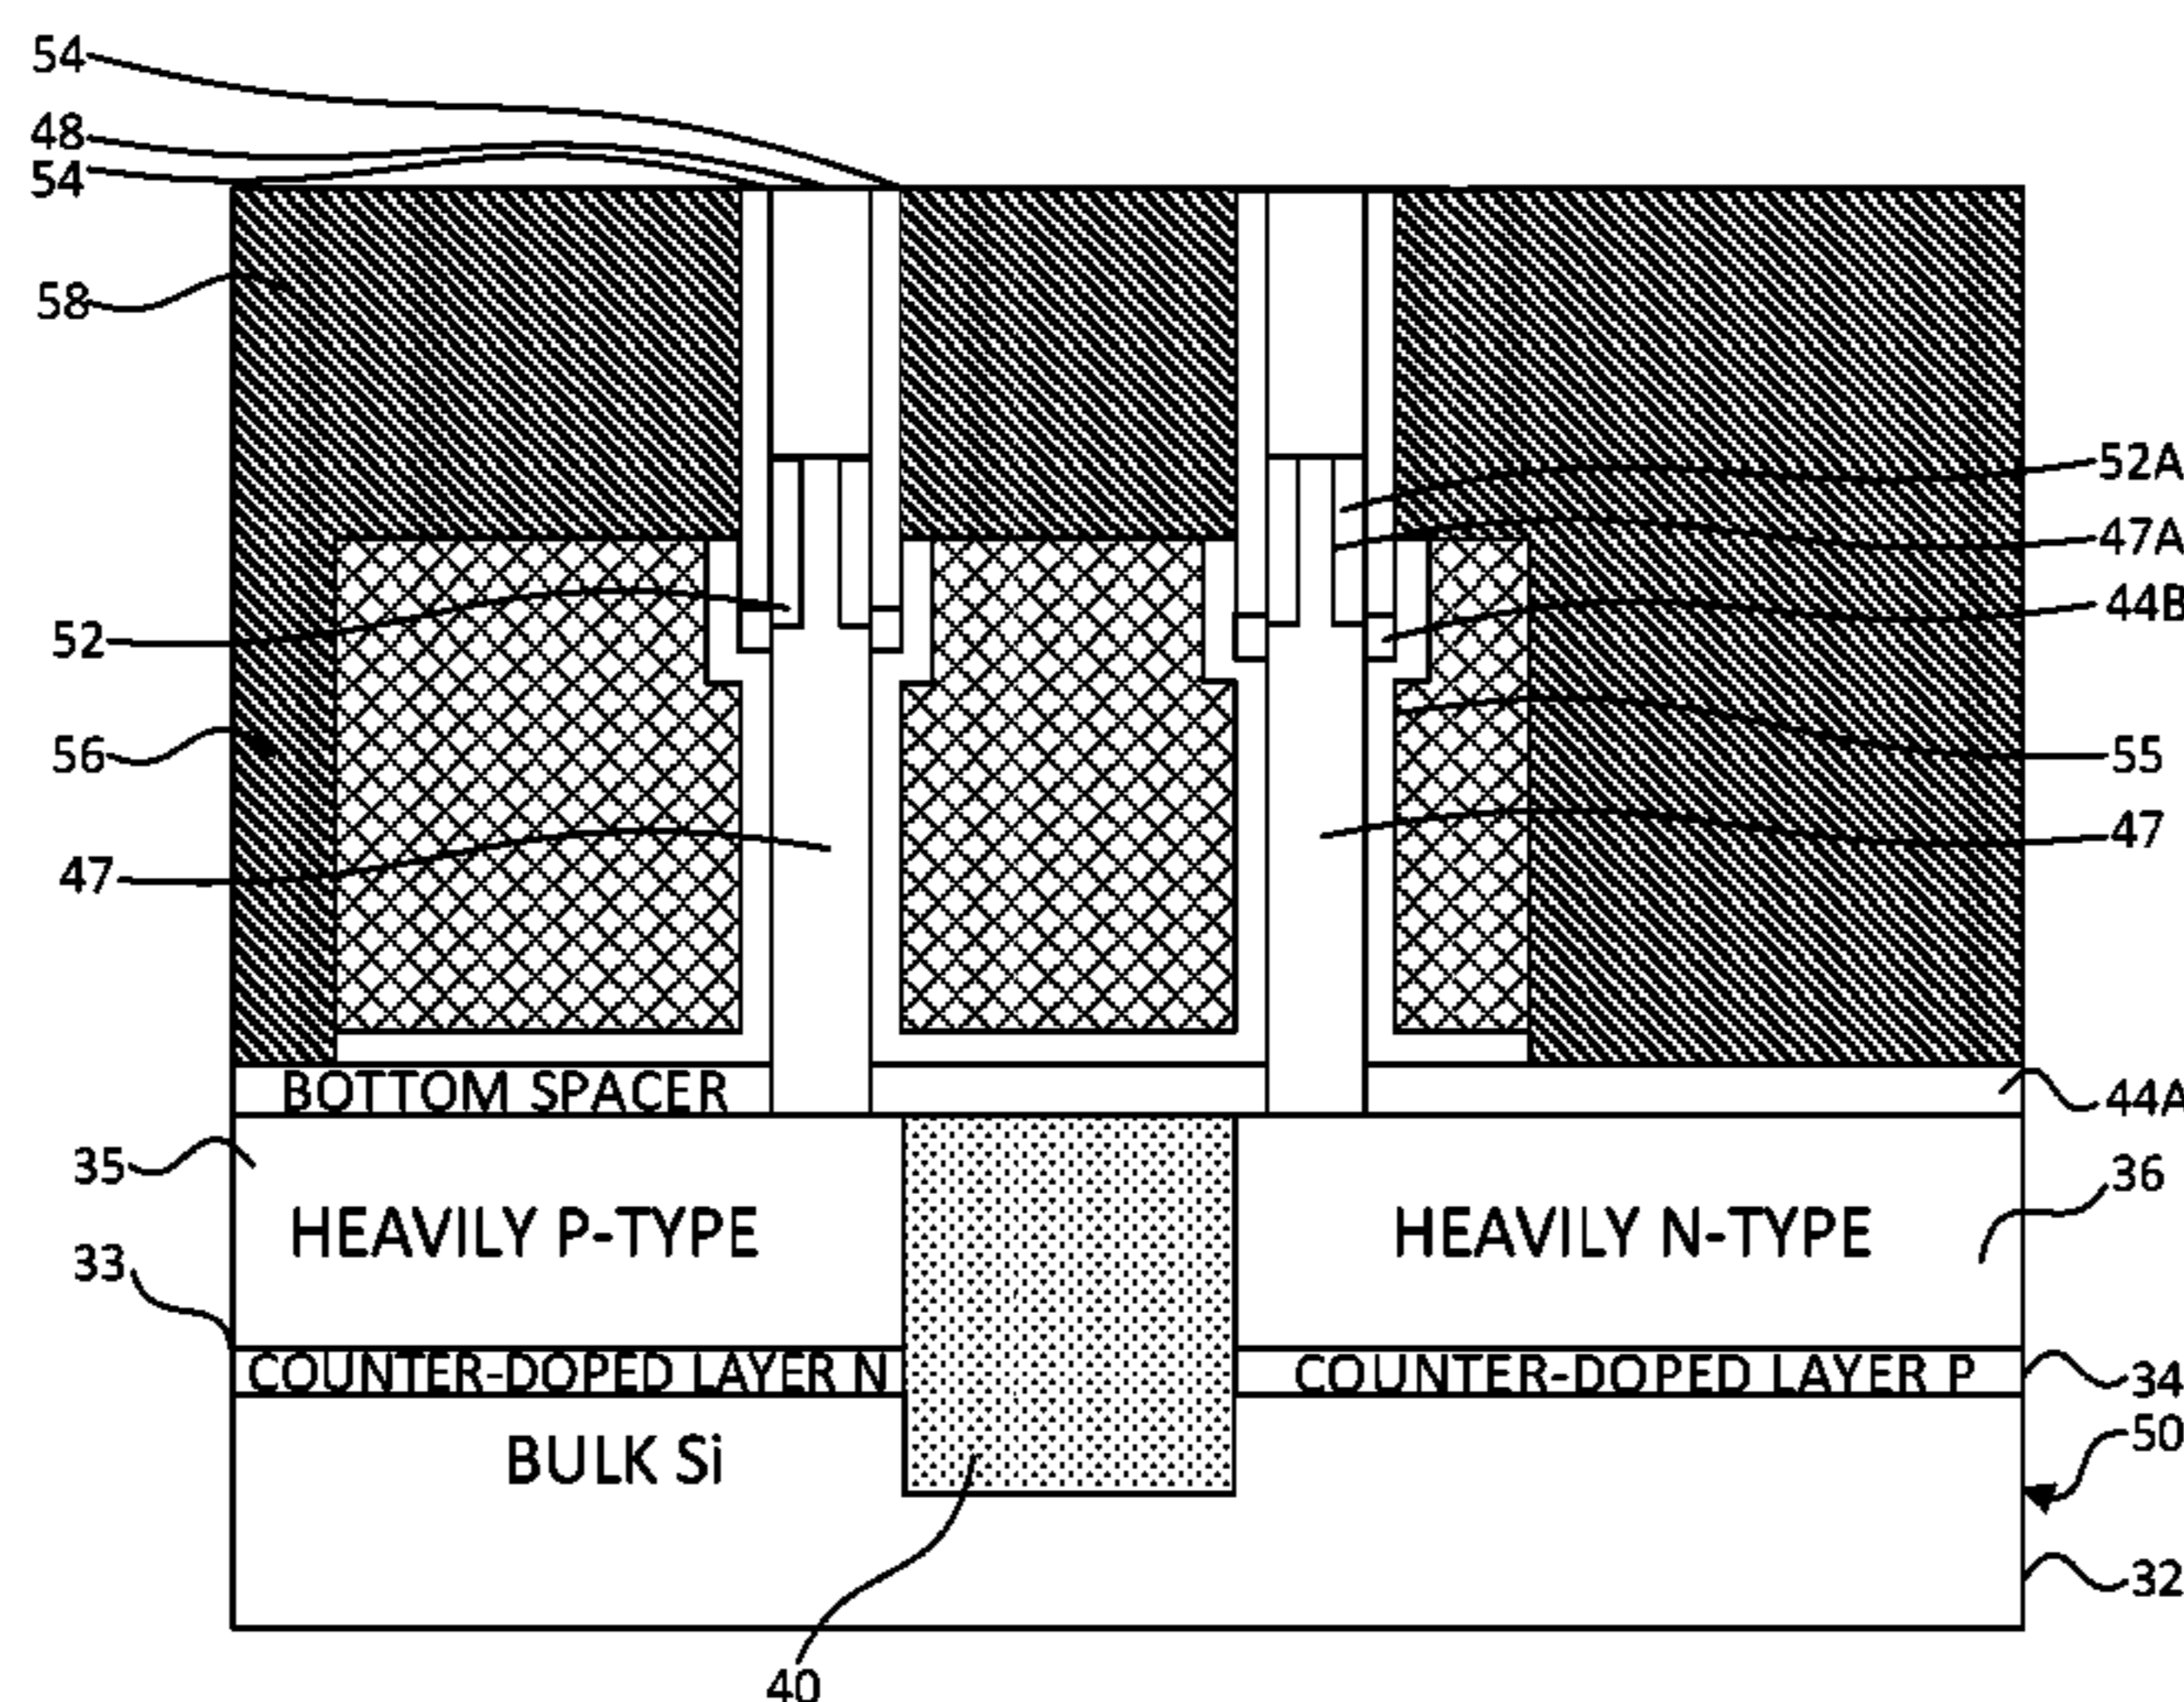 54
48
54
58
52A
47A
44B
52
56
55
47
47
BOTTOM SPACER
44A
35
36
HEAVILY P-TYPE
HEAVILY N-TYPE
33
COUNTER-DOPED LAYER N
COUNTER-DOPED LAYER P
34
50
BULK Si
32
40